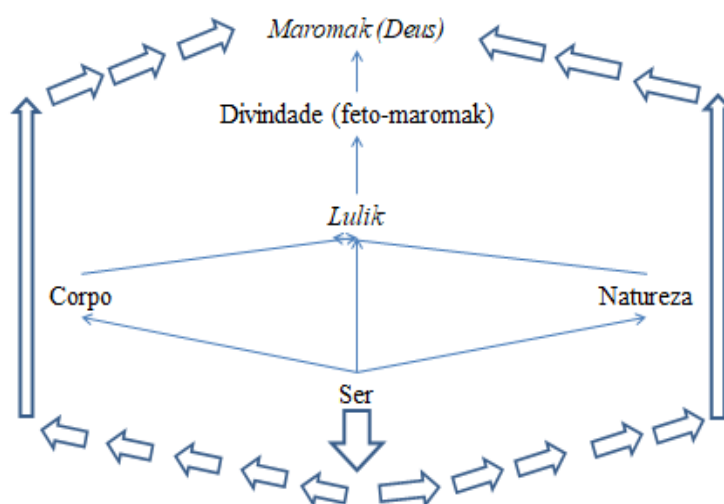 Maromak (Deus)
Divindade (feto-maromak)
Lulik
Corpo
Natureza
Ser